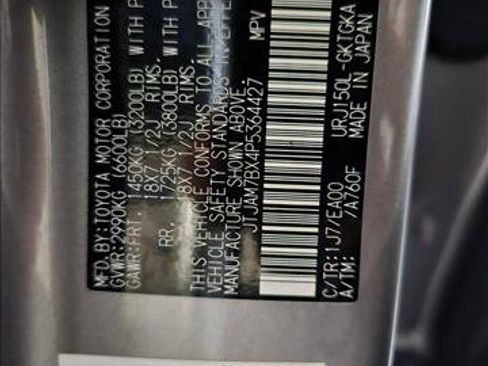 MFD.BY:TOYOTA MOTOR CORPORATION
GVWR:2990KG (6600LB)
GAWR:FRT. 1450KG (3200LB) WITH P
18X7 1/2J RIMS.
RR. 1725KG (3800LB) WITH P
18X7 1/2J RIMS.
THIS VEHICLE CONFORMS TO ALL APP
VEHICLE SAFETY STANDARDS IN EFFE
MANUFACTURE SHOWN ABOVE.
JTJAM7BX4P5364427 MPV
C/TR:1J7/EA00 URJ150L-GKTGKA
A/TM: /A760F MADE IN JAPAN